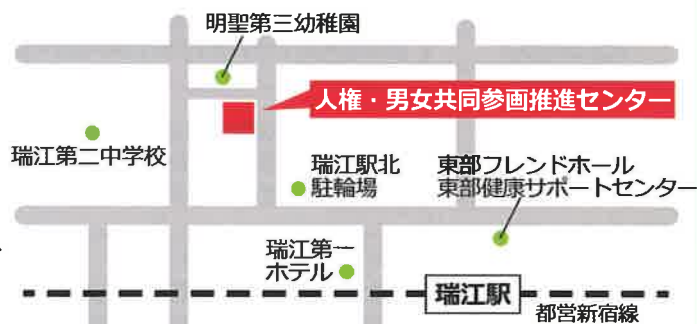 明聖第三幼稚園
人権・男女共同参画推進センター
瑞江第二中学校
瑞江駅北
駐輪場
東部フレンドホール
東部健康サポートセンター
瑞江第一
ホテル
瑞江駅
都営新宿線